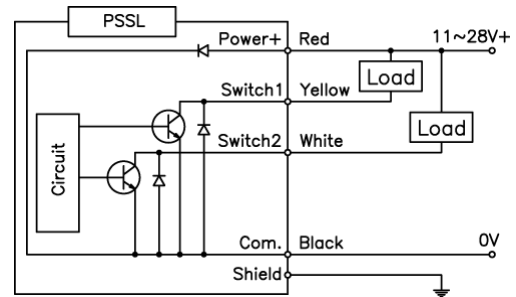 PSSL
Power+ Red 11~28V+
Load
Switch1 Yellow
Load
Switch2 White
Circuit
Com. Black 0V
Shield